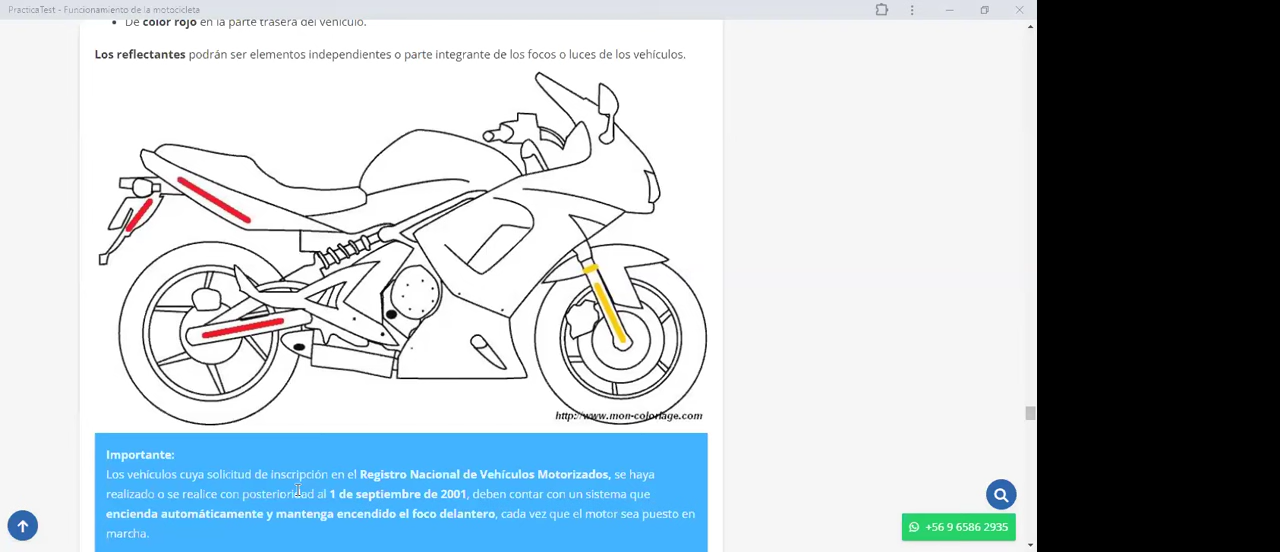 PracticaTest - Funcionamiento de la motocicleta
De color rojo en la parte trasera del vehículo.
Los reflectantes podrán ser elementos independientes o parte integrante de los focos o luces de los vehículos.
http://www.mon-coloriage.com
Importante:
Los vehículos cuya solicitud de inscripción en el Registro Nacional de Vehículos Motorizados, se haya
realizado o se realice con posterioridad al 1 de septiembre de 2001, deben contar con un sistema que
encienda automáticamente y mantenga encendido el foco delantero, cada vez que el motor sea puesto en
marcha.
+56 9 6586 2935